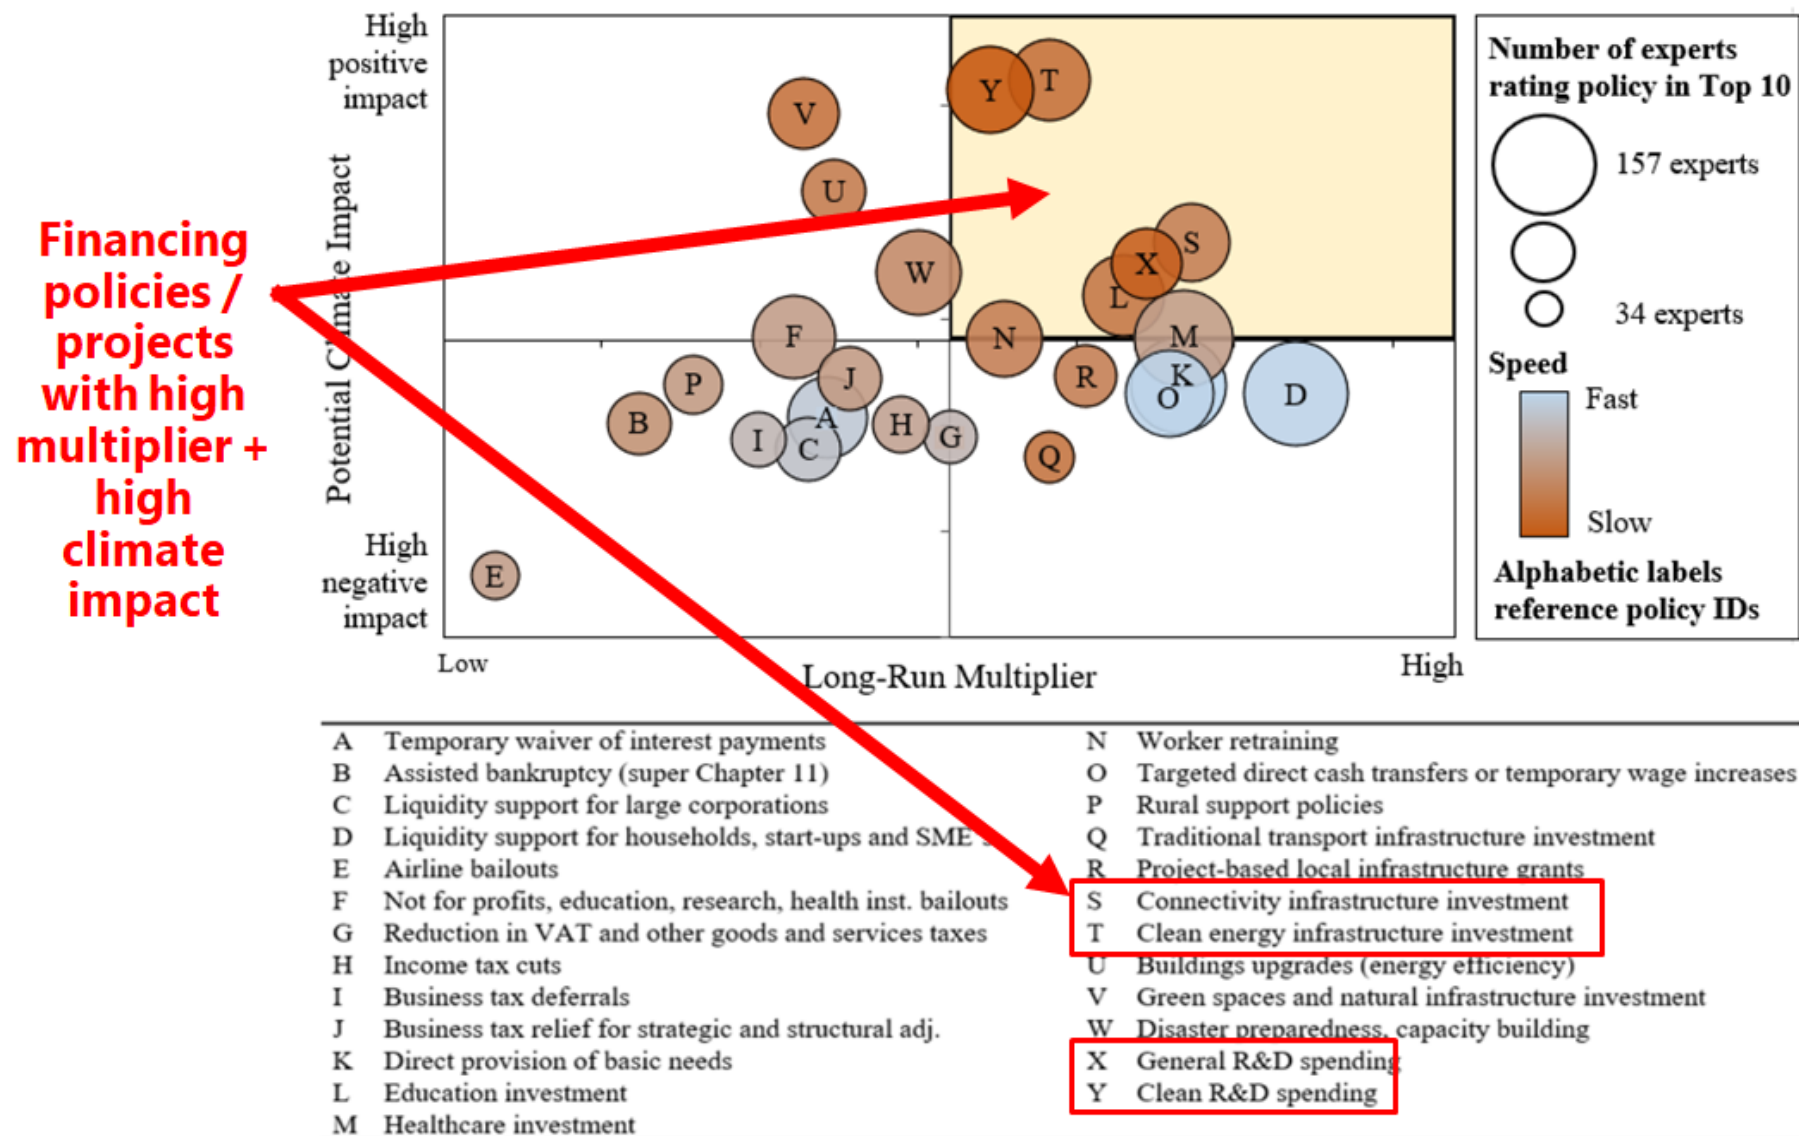 Financing
policies /
projects
with high
multiplier +
high
climate
impact
High
positive
impact
Potential Climate Impact
High
negative
impact
Low
Long-Run Multiplier
High
Y
T
V
U
S
X
W
L
F
N
M
P
J
R
K
O
D
B
A
I
C
H
G
Q
E
Number of experts
rating policy in Top 10
157 experts
34 experts
Speed
Fast
Slow
Alphabetic labels
reference policy IDs
A Temporary waiver of interest payments
B Assisted bankruptcy (super Chapter 11)
C Liquidity support for large corporations
D Liquidity support for households, start-ups and SME
E Airline bailouts
F Not for profits, education, research, health inst. bailouts
G Reduction in VAT and other goods and services taxes
H Income tax cuts
I Business tax deferrals
J Business tax relief for strategic and structural adj.
K Direct provision of basic needs
L Education investment
M Healthcare investment
N Worker retraining
O Targeted direct cash transfers or temporary wage increases
P Rural support policies
Q Traditional transport infrastructure investment
R Project-based local infrastructure grants
S Connectivity infrastructure investment
T Clean energy infrastructure investment
U Buildings upgrades (energy efficiency)
V Green spaces and natural infrastructure investment
W Disaster preparedness, capacity building
X General R&D spending
Y Clean R&D spending